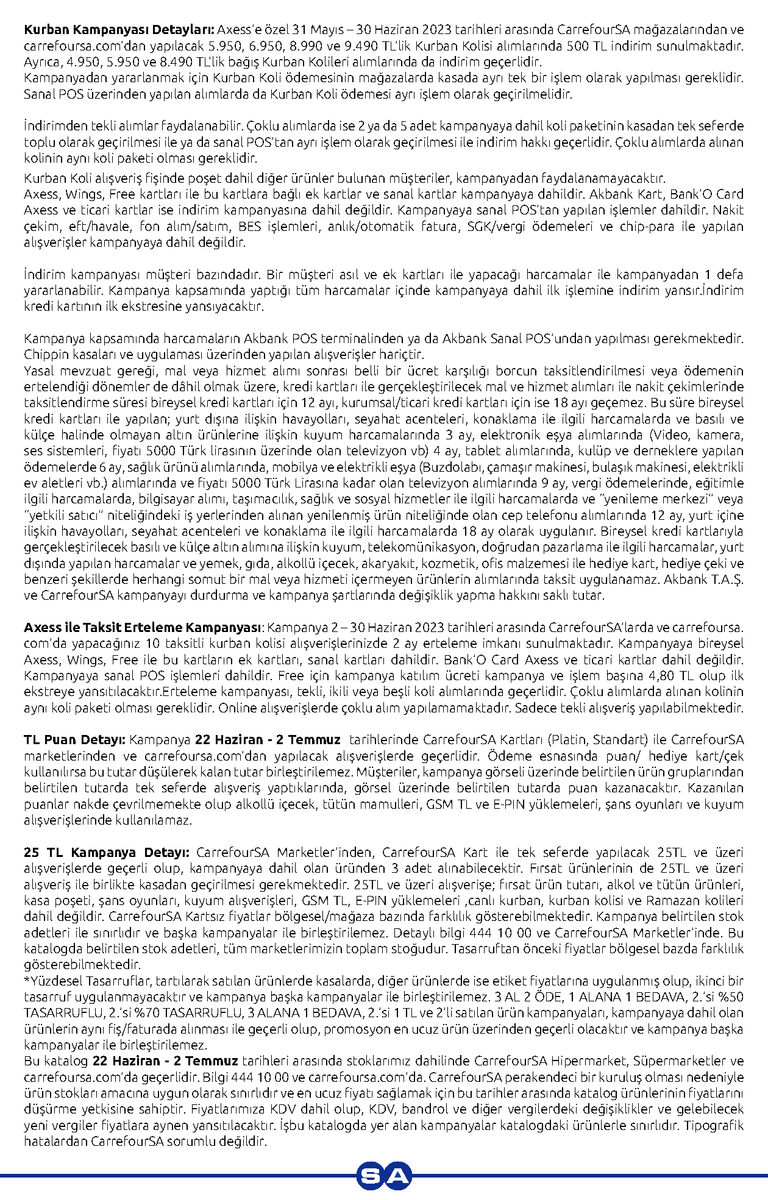 Kurban Kampanyası Detayları: Axess'e özel 31 Mayıs – 30 Haziran 2023 tarihleri arasında CarrefourSA mağazalarından ve
carrefoursa.com'dan yapılacak 5.950, 6.950, 8.990 ve 9.490 TL'lik Kurban Kolisi alımlarında 500 TL indirim sunulmaktadır.
Ayrıca, 4.950, 5.950 ve 8.490 TL'lik bağış Kurban Kolileri alımlarında da indirim geçerlidir.
Kampanyadan yararlanmak için Kurban Koli ödemesinin mağazalarda kasada ayrı tek bir işlem olarak yapılması gereklidir.
Sanal POS üzerinden yapılan alımlarda da Kurban Koli ödemesi ayrı işlem olarak geçirilmelidir.
İndirimden tekli alımlar faydalanabilir. Çoklu alımlarda ise 2 ya da 5 adet kampanyaya dahil koli paketinin kasadan tek seferde
toplu olarak geçirilmesi ile ya da sanal POS'tan ayrı işlem olarak geçirilmesi ile indirim hakkı geçerlidir. Çoklu alımlarda alınan
kolinin aynı koli paketi olması gereklidir.
Kurban Koli alışveriş fişinde poşet dahil diğer ürünler bulunan müşteriler, kampanyadan faydalanamayacaktır.
Axess, Wings, Free kartları ile bu kartlara bağlı ek kartlar ve sanal kartlar kampanyaya dahildir. Akbank Kart, Bank'O Card
Axess ve ticari kartlar ise indirim kampanyasına dahil değildir. Kampanyaya sanal POS'tan yapılan işlemler dahildir. Nakit
çekim, eft/havale, fon alım/satım, BES işlemleri, anlık/otomatik fatura, SGK/vergi ödemeleri ve chip-para ile yapılan
alışverişler kampanyaya dahil değildir.
İndirim kampanyası müşteri bazındadır. Bir müşteri asıl ve ek kartları ile yapacağı harcamalar ile kampanyadan 1 defa
yararlanabilir. Kampanya kapsamında yaptığı tüm harcamalar içinde kampanyaya dahil ilk işlemine indirim yansır.İndirim
kredi kartının ilk ekstresine yansıyacaktır.
Kampanya kapsamında harcamaların Akbank POS terminalinden ya da Akbank Sanal POS'undan yapılması gerekmektedir.
Chippin kasaları ve uygulaması üzerinden yapılan alışverişler hariçtir.
Yasal mevzuat gereği, mal veya hizmet alımı sonrası belli bir ücret karşılığı borcun taksitlendirilmesi veya ödemenin
ertelendiği dönemler de dâhil olmak üzere, kredi kartları ile gerçekleştirilecek mal ve hizmet alımları ile nakit çekimlerinde
taksitlendirme süresi bireysel kredi kartları için 12 ayı, kurumsal/ticari kredi kartları için ise 18 ayı geçemez. Bu süre bireysel
kredi kartları ile yapılan; yurt dışına ilişkin havayolları, seyahat acenteleri, konaklama ile ilgili harcamalarda ve basılı ve
külçe halinde olmayan altın ürünlerine ilişkin kuyum harcamalarında 3 ay, elektronik eşya alımlarında (Video, kamera,
ses sistemleri, fiyatı 5000 Türk lirasının üzerinde olan televizyon vb) 4 ay, tablet alımlarında, kulüp ve derneklere yapılan
ödemelerde 6 ay, sağlık ürünü alımlarında, mobilya ve elektrikli eşya (Buzdolabı, çamaşır makinesi, bulaşık makinesi, elektrikli
ev aletleri vb.) alımlarında ve fiyatı 5000 Türk Lirasına kadar olan televizyon alımlarında 9 ay, vergi ödemelerinde, eğitimle
ilgili harcamalarda, bilgisayar alımı, taşımacılık, sağlık ve sosyal hizmetler ile ilgili harcamalarda ve "yenileme merkezi" veya
"yetkili satıcı" niteliğindeki iş yerlerinden alınan yenilenmiş ürün niteliğinde olan cep telefonu alımlarında 12 ay, yurt içine
ilişkin havayolları, seyahat acenteleri ve konaklama ile ilgili harcamalarda 18 ay olarak uygulanır. Bireysel kredi kartlarıyla
gerçekleştirilecek basılı ve külçe altın alımına ilişkin kuyum, telekomünikasyon, doğrudan pazarlama ile ilgili harcamalar, yurt
dışında yapılan harcamalar ve yemek, gıda, alkollü içecek, akaryakıt, kozmetik, ofis malzemesi ile hediye kart, hediye çeki ve
benzeri şekillerde herhangi somut bir mal veya hizmeti içermeyen ürünlerin alımlarında taksit uygulanamaz. Akbank T.A.Ş.
ve CarrefourSA kampanyayı durdurma ve kampanya şartlarında değişiklik yapma hakkını saklı tutar.
Axess ile Taksit Erteleme Kampanyası: Kampanya 2 – 30 Haziran 2023 tarihleri arasında CarrefourSA'larda ve carrefoursa.
com'da yapacağınız 10 taksitli kurban kolisi alışverişlerinizde 2 ay erteleme imkanı sunulmaktadır. Kampanyaya bireysel
Axess, Wings, Free ile bu kartların ek kartları, sanal kartları dahildir. Bank'O Card Axess ve ticari kartlar dahil değildir.
Kampanyaya sanal POS işlemleri dahildir. Free için kampanya katılım ücreti kampanya ve işlem başına 4,80 TL olup ilk
ekstreye yansıtılacaktır.Erteleme kampanyası, tekli, ikili veya beşli koli alımlarında geçerlidir. Çoklu alımlarda alınan kolinin
aynı koli paketi olması gereklidir. Online alışverişlerde çoklu alım yapılamamaktadır. Sadece tekli alışveriş yapılabilmektedir.
TL Puan Detayı: Kampanya 22 Haziran - 2 Temmuz tarihlerinde CarrefourSA Kartları (Platin, Standart) ile CarrefourSA
marketlerinden ve carrefoursa.com'dan yapılacak alışverişlerde geçerlidir. Ödeme esnasında puan/ hediye kart/çek
kullanılırsa bu tutar düşülerek kalan tutar birleştirilemez. Müşteriler, kampanya görseli üzerinde belirtilen ürün gruplarından
belirtilen tutarda tek seferde alışveriş yaptıklarında, görsel üzerinde belirtilen tutarda puan kazanacaktır. Kazanılan
puanlar nakde çevrilmemekte olup alkollü içecek, tütün mamulleri, GSM TL ve E-PIN yüklemeleri, şans oyunları ve kuyum
alışverişlerinde kullanılamaz.
25 TL Kampanya Detayı: CarrefourSA Marketler'inden, CarrefourSA Kart ile tek seferde yapılacak 25TL ve üzeri
alışverişlerde geçerli olup, kampanyaya dahil olan üründen 3 adet alınabilecektir. Fırsat ürünlerinin de 25TL ve üzeri
alışveriş ile birlikte kasadan geçirilmesi gerekmektedir. 25TL ve üzeri alışverişe; fırsat ürün tutarı, alkol ve tütün ürünleri,
kasa poşeti, şans oyunları, kuyum alışverişleri, GSM TL, E-PIN yüklemeleri ,canlı kurban, kurban kolisi ve Ramazan kolileri
dahil değildir. CarrefourSA Kartsız fiyatlar bölgesel/mağaza bazında farklılık gösterebilmektedir. Kampanya belirtilen stok
adetleri ile sınırlıdır ve başka kampanyalar ile birleştirilemez. Detaylı bilgi 444 10 00 ve CarrefourSA Marketler'inde. Bu
katalogda belirtilen stok adetleri, tüm marketlerimizin toplam stoğudur. Tasarruftan önceki fiyatlar bölgesel bazda farklılık
gösterebilmektedir.
*Yüzdesel Tasarruflar, tartılarak satılan ürünlerde kasalarda, diğer ürünlerde ise etiket fiyatlarına uygulanmış olup, ikinci bir
tasarruf uygulanmayacaktır ve kampanya başka kampanyalar ile birleştirilemez. 3 AL 2 ÖDE, 1 ALANA 1 BEDAVA, 2.'si %50
TASARRUFLU, 2.'si %70 TASARRUFLU, 3 ALANA 1 BEDAVA, 2.'si 1 TL ve 2'li satılan ürün kampanyaları, kampanyaya dahil olan
ürünlerin aynı fiş/faturada alınması ile geçerli olup, promosyon en ucuz ürün üzerinden geçerli olacaktır ve kampanya başka
kampanyalar ile birleştirilemez.
Bu katalog 22 Haziran - 2 Temmuz tarihleri arasında stoklarımız dahilinde CarrefourSA Hipermarket, Süpermarketler ve
carrefoursa.com'da geçerlidir. Bilgi 444 10 00 ve carrefoursa.com'da. CarrefourSA perakendeci bir kuruluş olması nedeniyle
ürün stokları amacına uygun olarak sınırlıdır ve en ucuz fiyatı sağlamak için bu tarihler arasında katalog ürünlerinin fiyatlarını
düşürme yetkisine sahiptir. Fiyatlarımıza KDV dahil olup, KDV, bandrol ve diğer vergilerdeki değişiklikler ve gelebilecek
yeni vergiler fiyatlara aynen yansıtılacaktır. İşbu katalogda yer alan kampanyalar katalogdaki ürünlerle sınırlıdır. Tipografik
hatalardan CarrefourSA sorumlu değildir.
SA